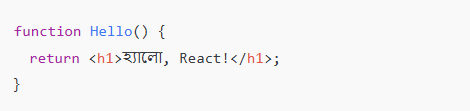 function Hello() {
  return <h1>হ্যালো, React!</h1>;
}